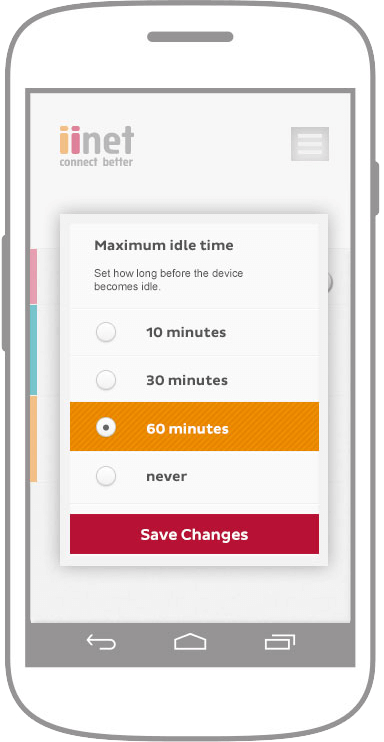 iinet
connect better
Maximum idle time
Set how long before the device
becomes idle.
10 minutes
30 minutes
60 minutes
never
Save Changes